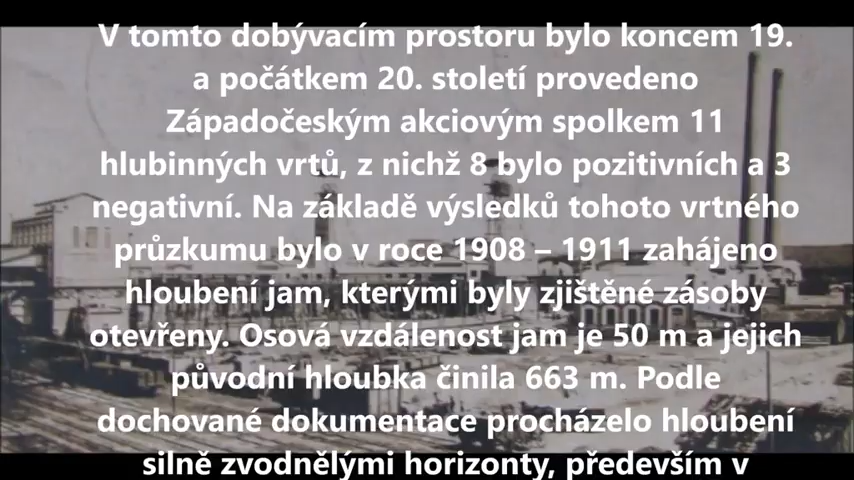 V tomto dobývacím prostoru bylo koncem 19.
a počátkem 20. století provedeno
Západočeským akciovým spolkem 11
hlubinných vrtů, z nichž 8 bylo pozitivních a 3
negativní. Na základě výsledků tohoto vrtného
průzkumu bylo v roce 1908 – 1911 zahájeno
hloubení jam, kterými byly zjištěné zásoby
otevřeny. Osová vzdálenost jam je 50 m a jejich
původní hloubka činila 663 m. Podle
dochované dokumentace procházelo hloubení
silně zvodnělými horizonty, především v